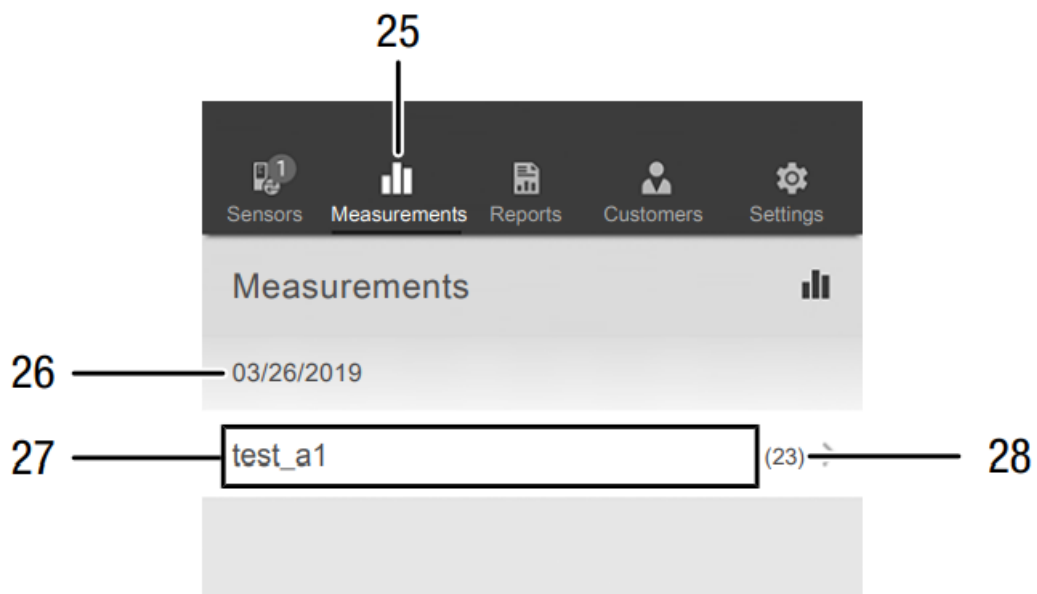 25
1
Sensors Measurements Reports Customers Settings
Measurements
26 03/26/2019
27 test_a1 (23) 28